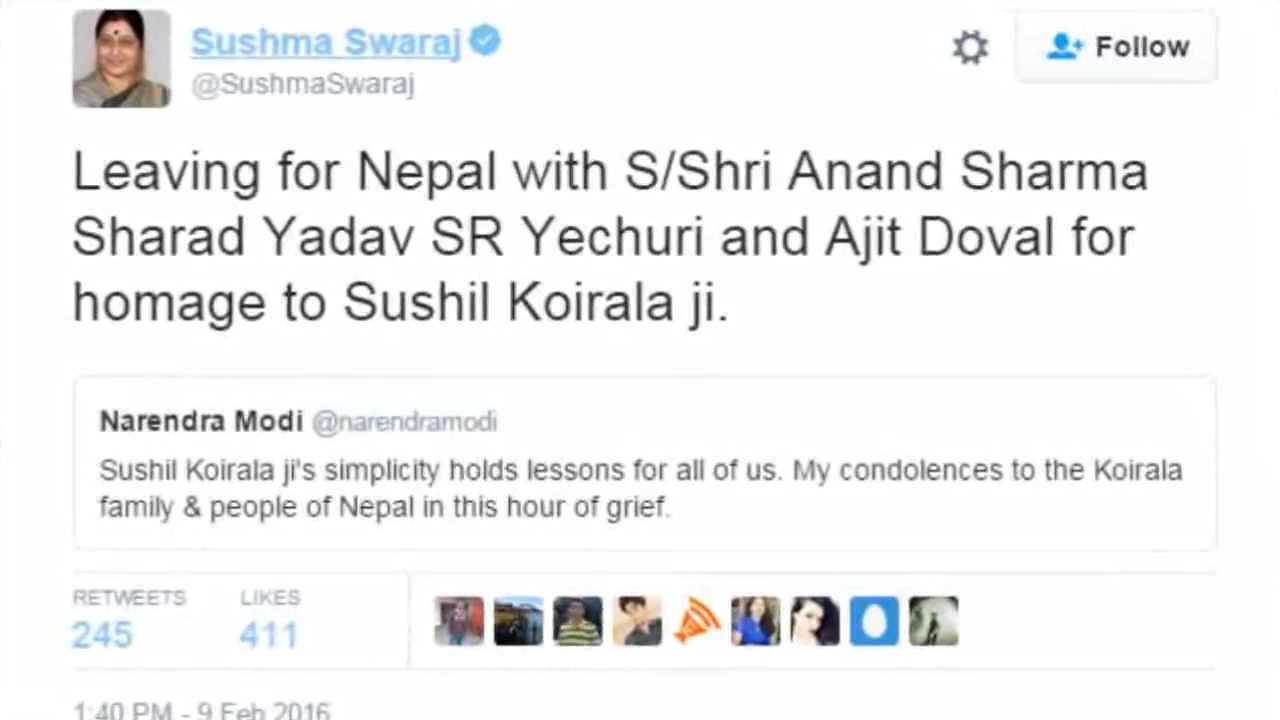 Sushma Swaraj
@SushmaSwaraj
Follow
Leaving for Nepal with S/Shri Anand Sharma
Sharad Yadav SR Yechuri and Ajit Doval for
homage to Sushil Koirala ji.
Narendra Modi @narendramodi
Sushil Koirala ji's simplicity holds lessons for all of us. My condolences to the Koirala
family & people of Nepal in this hour of grief.
RETWEETS LIKES
245 411
1:40 PM - 9 Feb 2016